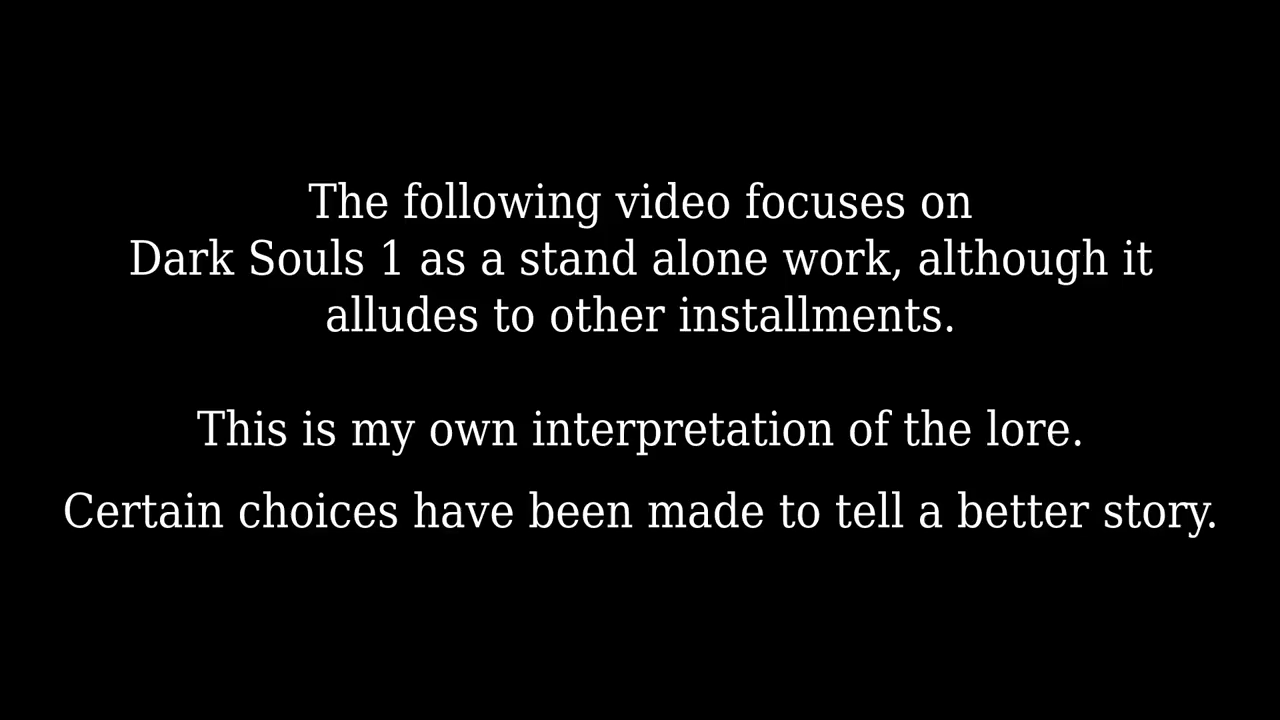 The following video focuses on
Dark Souls 1 as a stand alone work, although it
alludes to other installments.
This is my own interpretation of the lore.
Certain choices have been made to tell a better story.